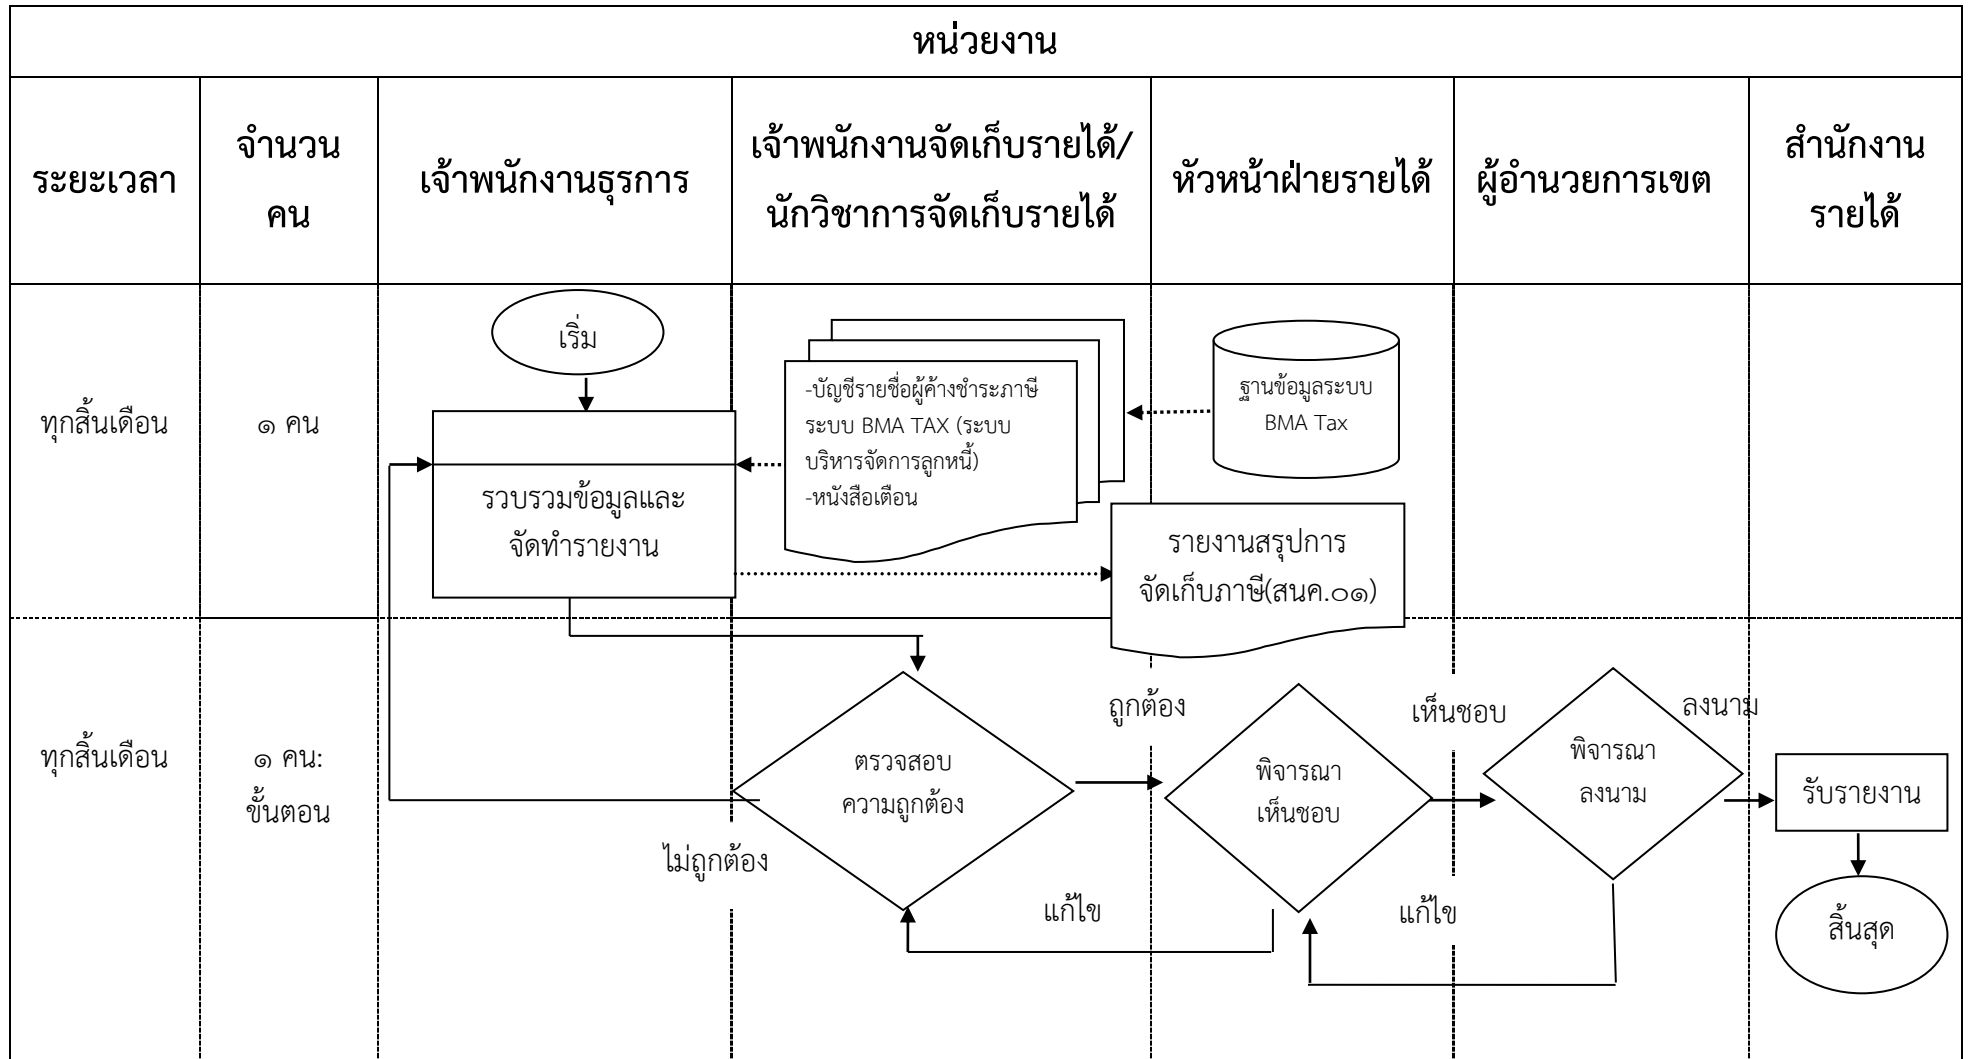 หน่วยงาน
ระยะเวลา
จำนวน
คน
เจ้าพนักงานธุรการ
เจ้าพนักงานจัดเก็บรายได้/
นักวิชาการจัดเก็บรายได้
หัวหน้าฝ่ายรายได้
ผู้อำนวยการเขต
สำนักงาน
รายได้
ทุกสิ้นเดือน
๑ คน
เริ่ม
รวบรวมข้อมูลและ
จัดทำรายงาน
-บัญชีรายชื่อผู้ค้างชำระภาษี
ระบบ BMA TAX (ระบบ
บริหารจัดการลูกหนี้)
-หนังสือเตือน
ฐานข้อมูลระบบ
BMA Tax
รายงานสรุปการ
จัดเก็บภาษี(สนค.๐๑)
ทุกสิ้นเดือน
๑ คน:
ขั้นตอน
ตรวจสอบ
ความถูกต้อง
ไม่ถูกต้อง
ถูกต้อง
แก้ไข
พิจารณา
เห็นชอบ
เห็นชอบ
แก้ไข
พิจารณา
ลงนาม
ลงนาม
รับรายงาน
สิ้นสุด